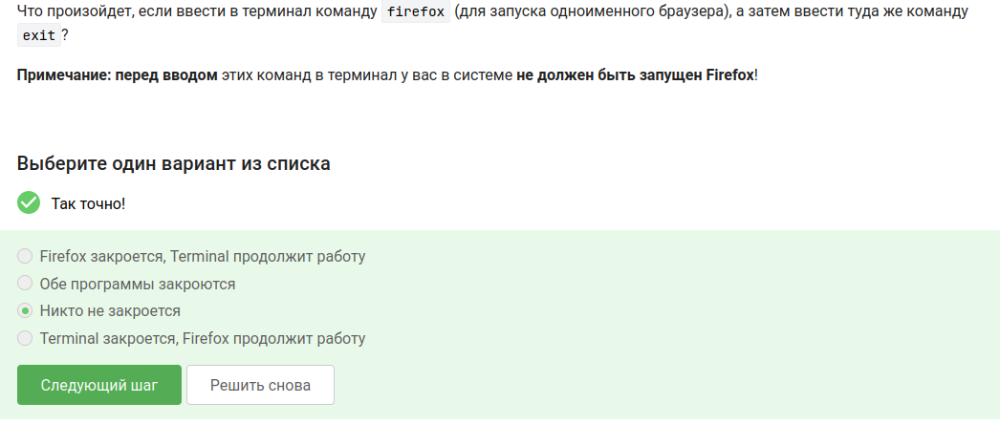 Что произойдет, если ввести в терминал команду firefox (для запуска одноименного браузера), а затем ввести туда же команду
exit?
Примечание: перед вводом этих команд в терминал у вас в системе не должен быть запущен Firefox!
Выберите один вариант из списка
Так точно!
Firefox закроется, Terminal продолжит работу
Обе программы закроются
Никто не закроется
Terminal закроется, Firefox продолжит работу
Следующий шаг Решить снова